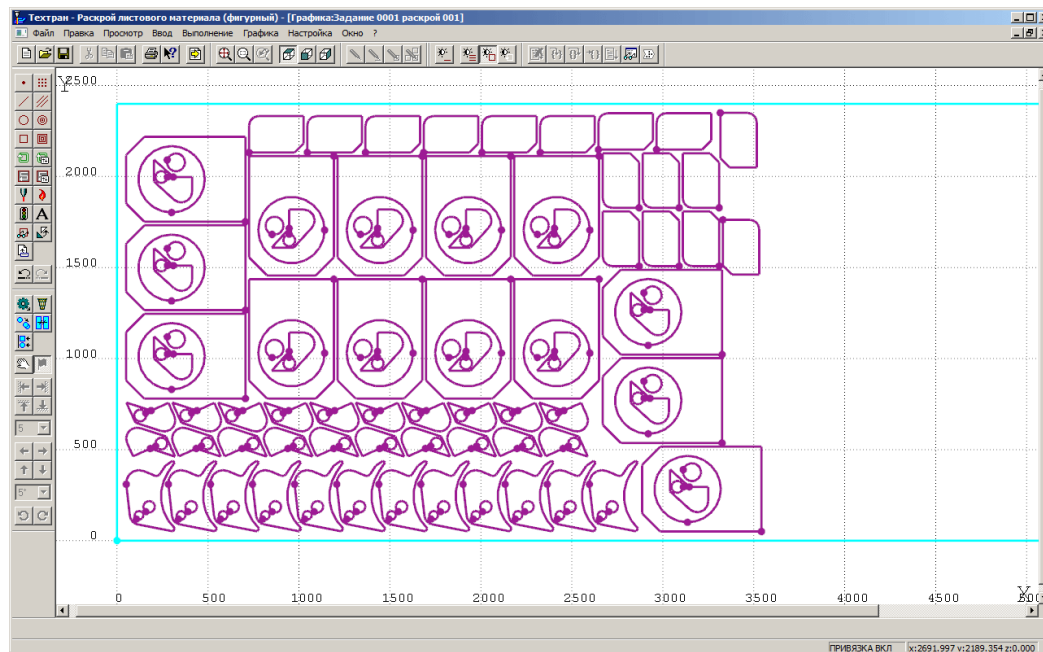 Техтран - Раскрой листового материала (фигурный) - [Графика:Задание 0001 раскрой 001]
Файл Правка Просмотр Ввод Выполнение Графика Настройка Окно ?
Y
2500
2000
1500
1000
500
0
0 500 1000 1500 2000 2500 3000 3500 4000 4500
X
A
5
5°
ПРИВЯЗКА ВКЛ x:2691.997 y:2189.354 z:0.000